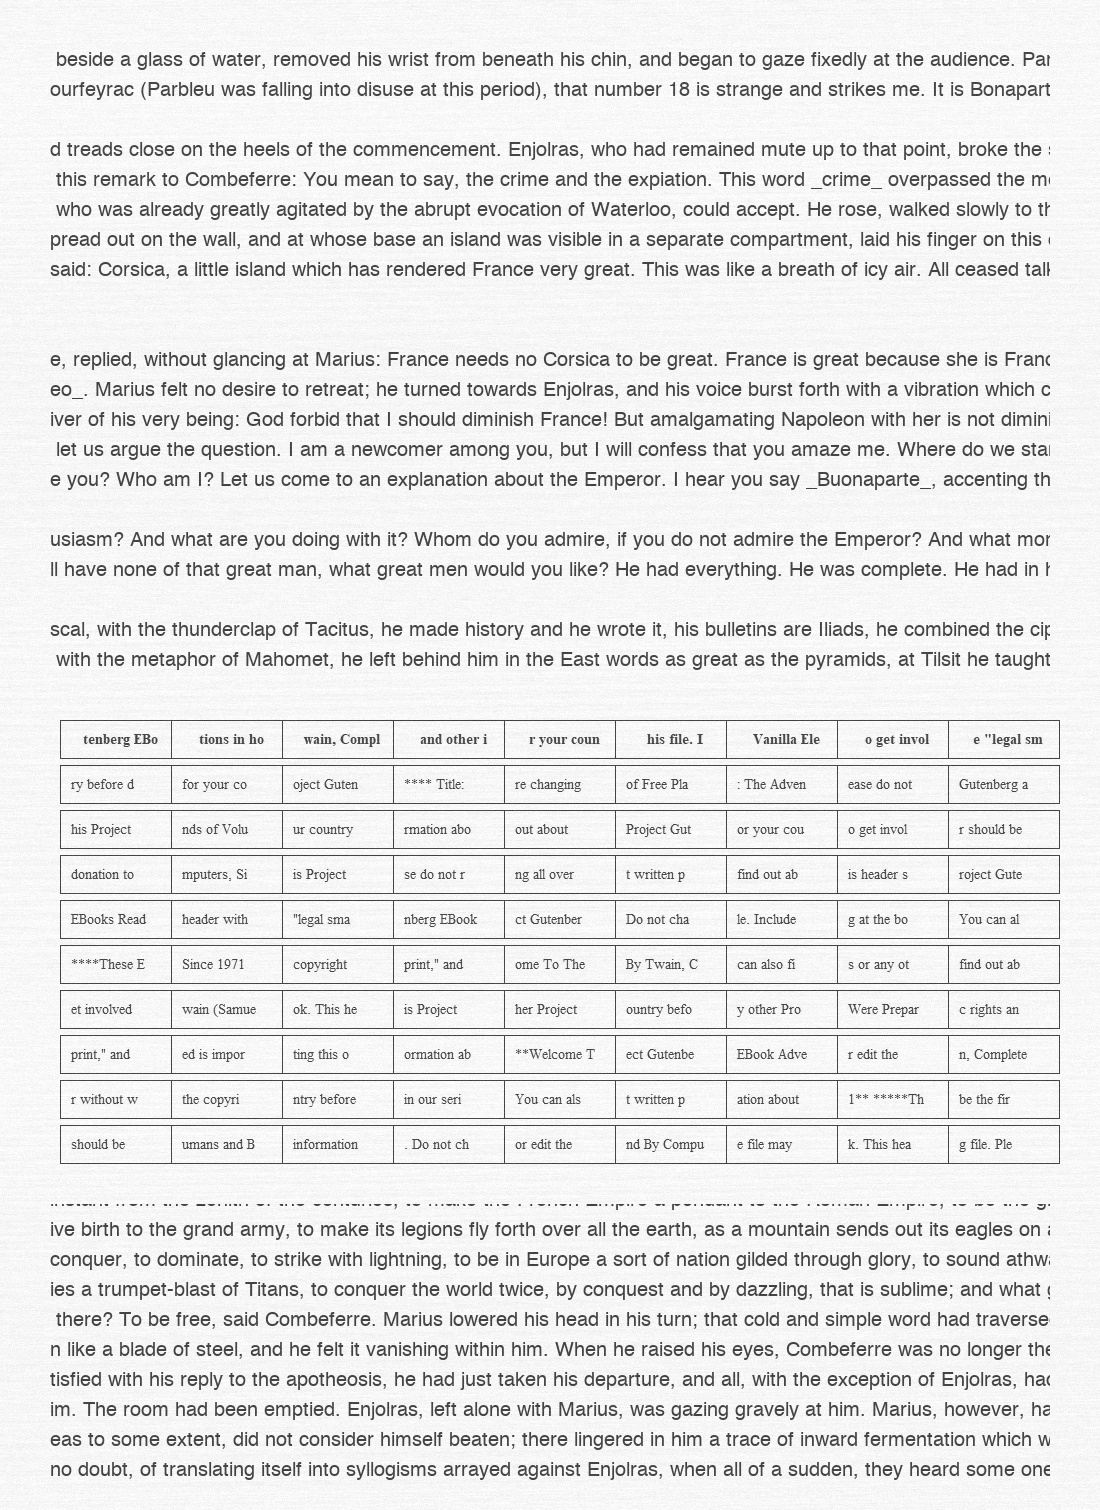 beside a glass of water, removed his wrist from beneath his chin, and began to gaze fixedly at the audience.
ourfeyrac (Parbleu was falling into disuse at this period), that number 18 is strange and strikes me. It is Bonapart
d treads close on the heels of the commencement. Enjolras, who had remained mute up to that point, broke the
this remark to Combeferre: You mean to say, the crime and the expiation. This word _crime_ overpassed the
who was already greatly agitated by the abrupt evocation of Waterloo, could accept. He rose, walked slowly to
pread out on the wall, and at whose base an island was visible in a separate compartment, laid his finger on this
said: Corsica, a little island which has rendered France very great. This was like a breath of icy air. All ceased
e, replied, without glancing at Marius: France needs no Corsica to be great. France is great because she is
eo_. Marius felt no desire to retreat; he turned towards Enjolras, and his voice burst forth with a vibration which
iver of his very being: God forbid that I should diminish France! But amalgamating Napoleon with her is not
let us argue the question. I am a newcomer among you, but I will confess that you amaze me. Where do we
e you? Who am I? Let us come to an explanation about the Emperor. I hear you say _Buonaparte_, accenting
usiasm? And what are you doing with it? Whom do you admire, if you do not admire the Emperor? And what
ll have none of that great man, what great men would you like? He had everything. He was complete. He had in
scal, with the thunderclap of Tacitus, he made history and he wrote it, his bulletins are Iliads, he combined the
with the metaphor of Mahomet, he left behind him in the East words as great as the pyramids, at Tilsit he taught
tenberg EBo tions in ho wain, Compl and other i r your coun his file. I Vanilla Ele o get invol e "legal sm
ry before d for your co oject Guten **** Title: re changing of Free Pla : The Adven ease do not Gutenberg a
his Project nds of Volu ur country rmation abo out about Project Gut or your cou o get invol r should be
donation to mputers, Si is Project se do not r ng all over t written p find out ab is header s roject Gute
EBooks Read header with "legal sma nberg EBook ct Gutenber Do not cha le. Include g at the bo You can al
****These E Since 1971 copyright print," and ome To The By Twain, C can also fi s or any ot find out ab
et involved wain (Samue ok. This he is Project her Project ountry befo y other Pro Were Prepar c rights an
print," and ed is impor ting this o ormation ab **Welcome T ect Gutenbe EBook Adve r edit the n, Complete
r without w the copyri ntry before in our seri You can als t written p ation about 1** *****Th be the fir
should be umans and B information . Do not ch or edit the nd By Compu e file may k. This hea g file. Ple
ive birth to the grand army, to make its legions fly forth over all the earth, as a mountain sends out its eagles on
conquer, to dominate, to strike with lightning, to be in Europe a sort of nation gilded through glory, to sound
ies a trumpet-blast of Titans, to conquer the world twice, by conquest and by dazzling, that is sublime; and what
there? To be free, said Combeferre. Marius lowered his head in his turn; that cold and simple word had
n like a blade of steel, and he felt it vanishing within him. When he raised his eyes, Combeferre was no longer
tisfied with his reply to the apotheosis, he had just taken his departure, and all, with the exception of Enjolras,
im. The room had been emptied. Enjolras, left alone with Marius, was gazing gravely at him. Marius, however,
eas to some extent, did not consider himself beaten; there lingered in him a trace of inward fermentation which
no doubt, of translating itself into syllogisms arrayed against Enjolras, when all of a sudden, they heard some one